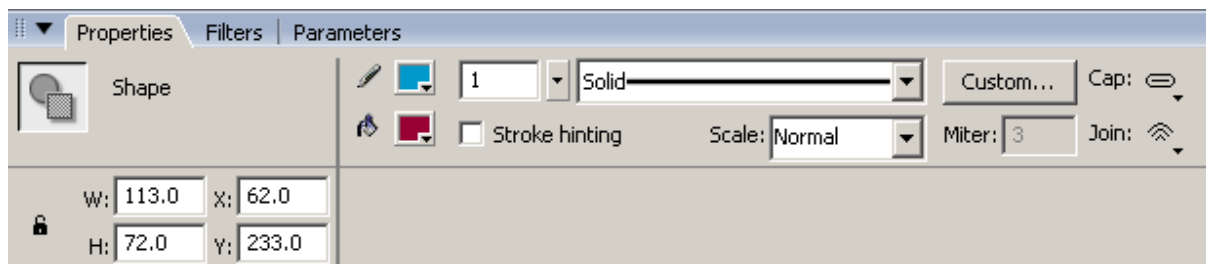 Properties Filters Parameters
Shape 1 Solid Custom... Cap:
Stroke hinting Scale: Normal Miter: 3 Join:
W: 113.0 X: 62.0
H: 72.0 Y: 233.0